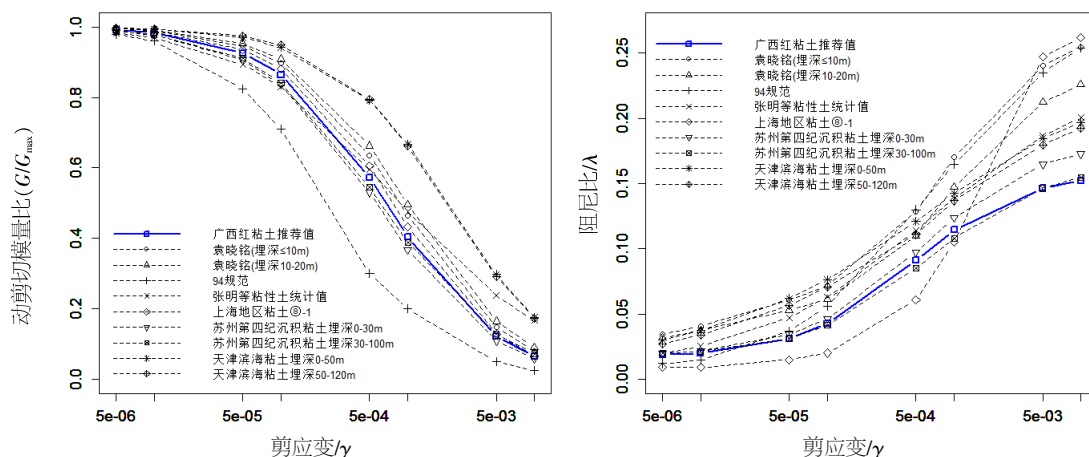 动剪切模量比(G/Gmax)
1.0
0.8
0.6
0.4
0.2
0.0
广西红粘土推荐值
袁晓铭(埋深≤10m)
袁晓铭(埋深10-20m)
94规范
张明等粘性土统计值
上海地区粘土⑧-1
苏州第四纪沉积粘土埋深0-30m
苏州第四纪沉积粘土埋深30-100m
天津滨海粘土埋深0-50m
天津滨海粘土埋深50-120m
5e-06 5e-05 5e-04 5e-03
剪应变/γ
阻尼比/λ
0.25
0.20
0.15
0.10
0.05
0.00
广西红粘土推荐值
袁晓铭(埋深≤10m)
袁晓铭(埋深10-20m)
94规范
张明等粘性土统计值
上海地区粘土⑧-1
苏州第四纪沉积粘土埋深0-30m
苏州第四纪沉积粘土埋深30-100m
天津滨海粘土埋深0-50m
天津滨海粘土埋深50-120m
5e-06 5e-05 5e-04 5e-03
剪应变/γ